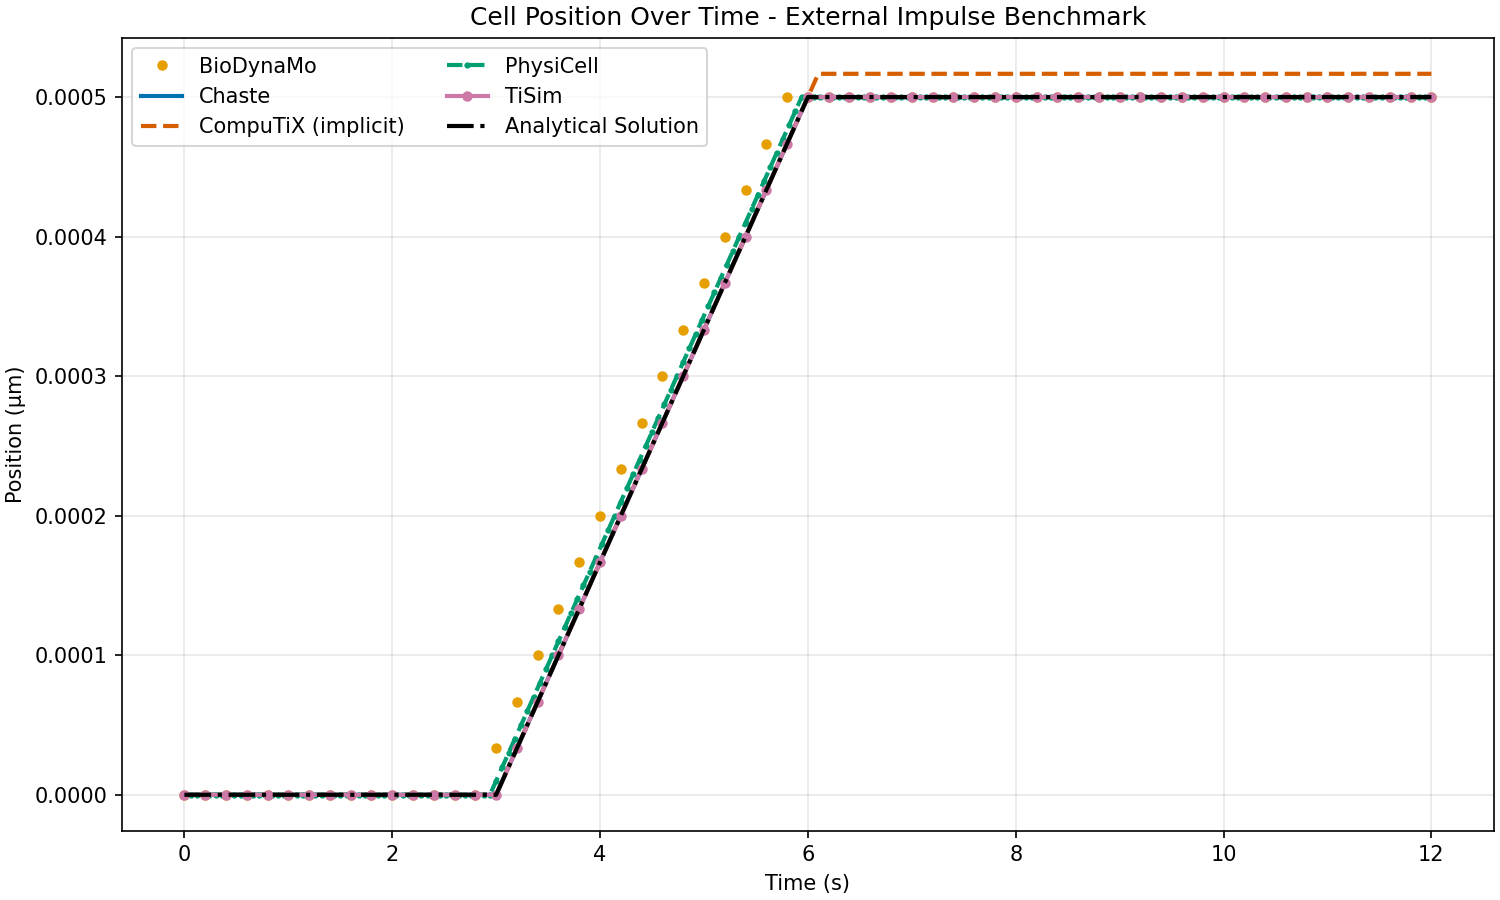 Cell Position Over Time - External Impulse Benchmark
BioDynaMo
Chaste
CompuTiX (implicit)
PhysiCell
TiSim
Analytical Solution
Position (μm)
0.0005
0.0004
0.0003
0.0002
0.0001
0.0000
0 2 4 6 8 10 12
Time (s)